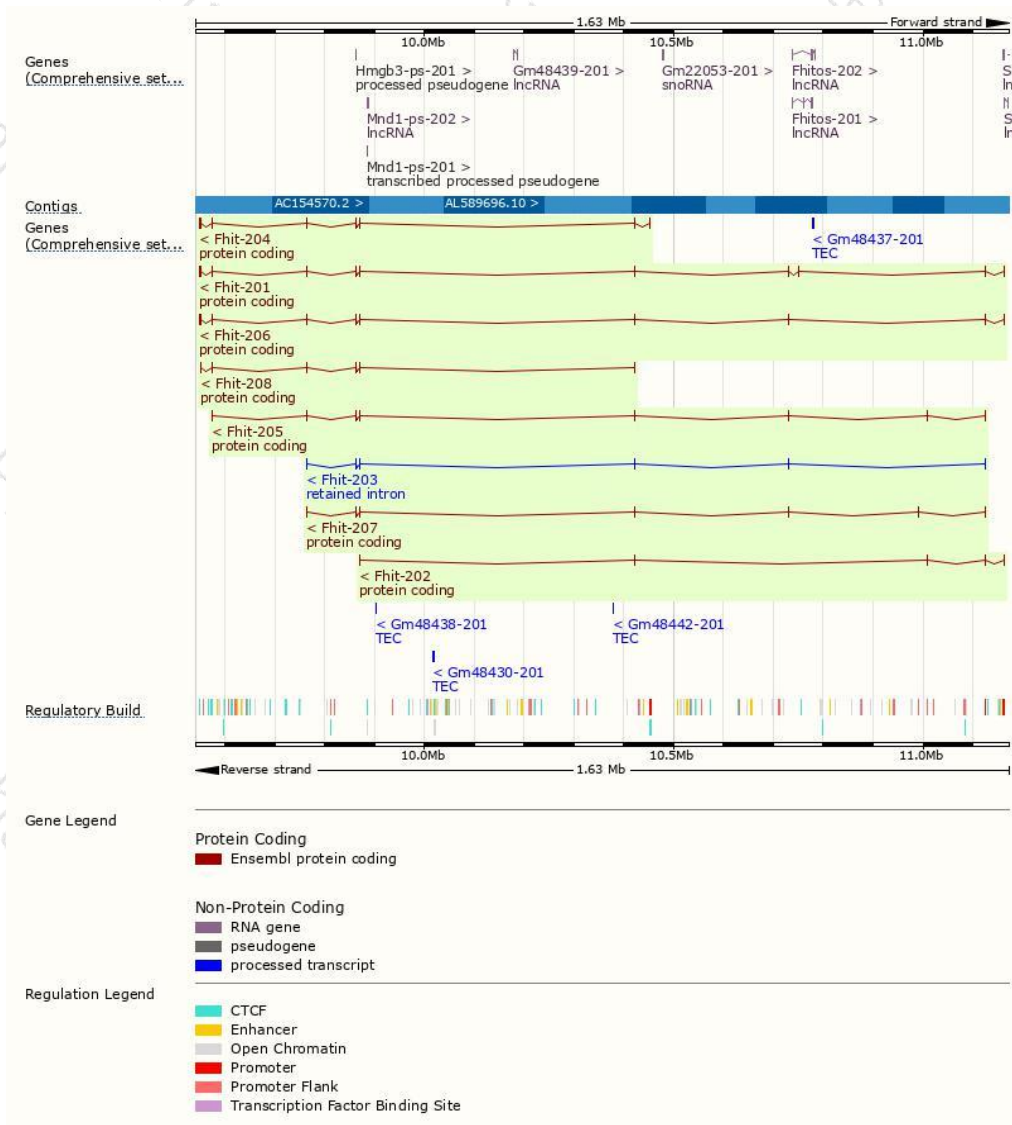 1.63 Mb Forward strand
10.0Mb 10.5Mb 11.0Mb
Genes
(Comprehensive set...
Hmgb3-ps-201 > Gm48439-201 > Gm22053-201 > Fhitos-202 >
processed pseudogene lncRNA snoRNA lncRNA
Mnd1-ps-202 > Fhitos-201 >
lncRNA lncRNA
Mnd1-ps-201 >
transcribed processed pseudogene
Contigs AC154570.2 > AL589696.10 >
Genes
(Comprehensive set...
< Fhit-204 < Gm48437-201
protein coding TEC
< Fhit-201
protein coding
< Fhit-206
protein coding
< Fhit-208
protein coding
< Fhit-205
protein coding
< Fhit-203
retained intron
< Fhit-207
protein coding
< Fhit-202
protein coding
< Gm48438-201 < Gm48442-201
TEC TEC
< Gm48430-201
TEC
Regulatory Build
10.0Mb 10.5Mb 11.0Mb
Reverse strand 1.63 Mb
Gene Legend
Protein Coding
Ensembl protein coding
Non-Protein Coding
RNA gene
pseudogene
processed transcript
Regulation Legend
CTCF
Enhancer
Open Chromatin
Promoter
Promoter Flank
Transcription Factor Binding Site